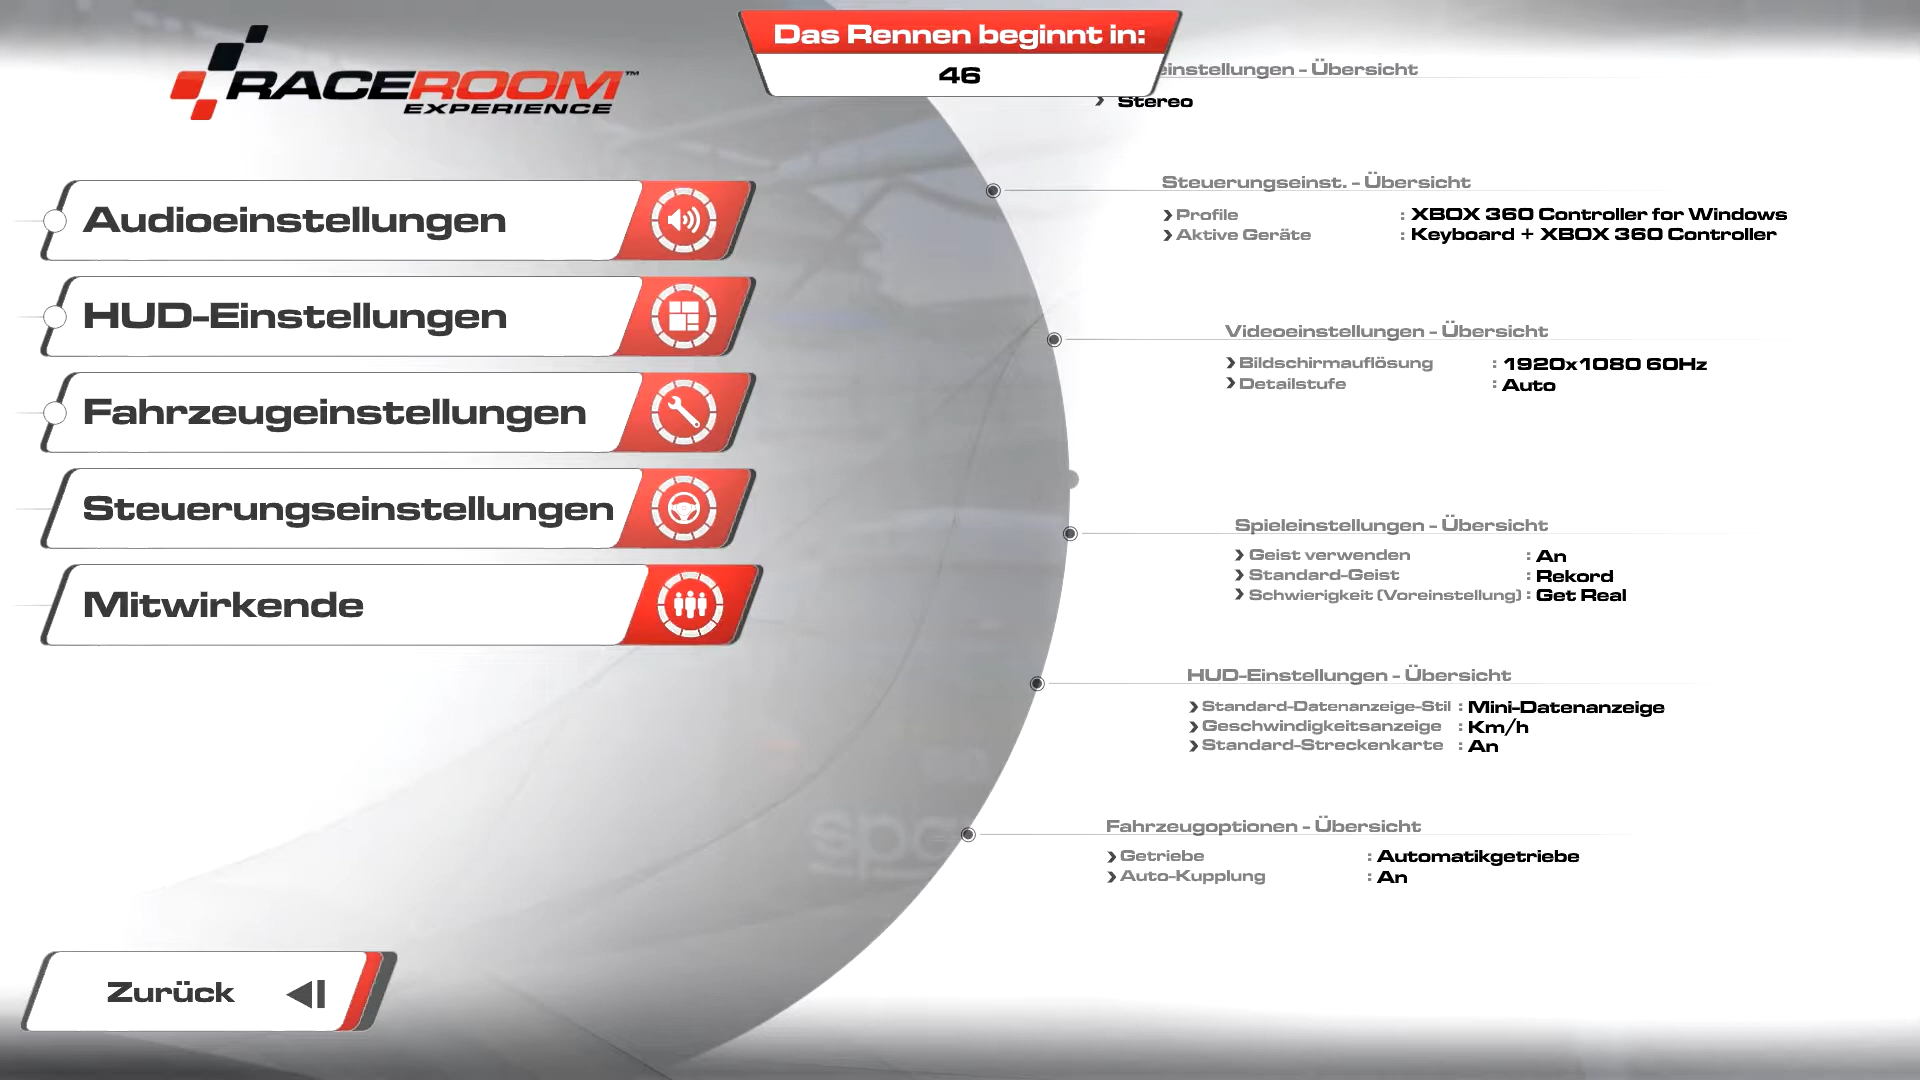 RACEROOM™
EXPERIENCE
Das Rennen beginnt in:
46
Audioeinstellungen
HUD-Einstellungen
Fahrzeugeinstellungen
Steuerungseinstellungen
Mitwirkende
Zurück
einstellungen - Übersicht
Stereo
Steuerungseinst. - Übersicht
Profile : XBOX 360 Controller for Windows
Aktive Geräte : Keyboard + XBOX 360 Controller
Videoeinstellungen - Übersicht
Bildschirmauflösung : 1920x1080 60Hz
Detailstufe : Auto
Spieleinstellungen - Übersicht
Geist verwenden : An
Standard-Geist : Rekord
Schwierigkeit (Voreinstellung) : Get Real
HUD-Einstellungen - Übersicht
Standard-Datenanzeige-Stil : Mini-Datenanzeige
Geschwindigkeitsanzeige : Km/h
Standard-Streckenkarte : An
Fahrzeugoptionen - Übersicht
Getriebe : Automatikgetriebe
Auto-Kupplung : An